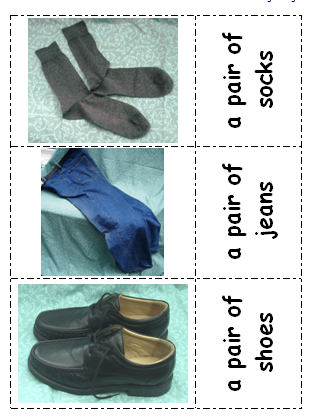 a pair of
socks
a pair of
jeans
a pair of
shoes